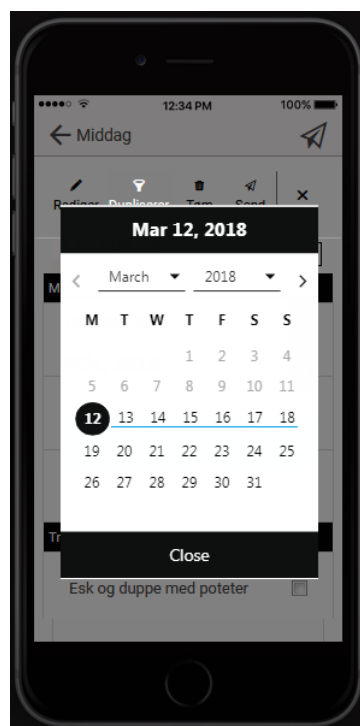 12:34 PM
100%
Middag
Rediger Duplicerer Tøm Send
Mar 12, 2018
March 2018
M T W T F S S
1 2 3 4
5 6 7 8 9 10 11
12 13 14 15 16 17 18
19 20 21 22 23 24 25
26 27 28 29 30 31
Close
Esk og duppe med poteter